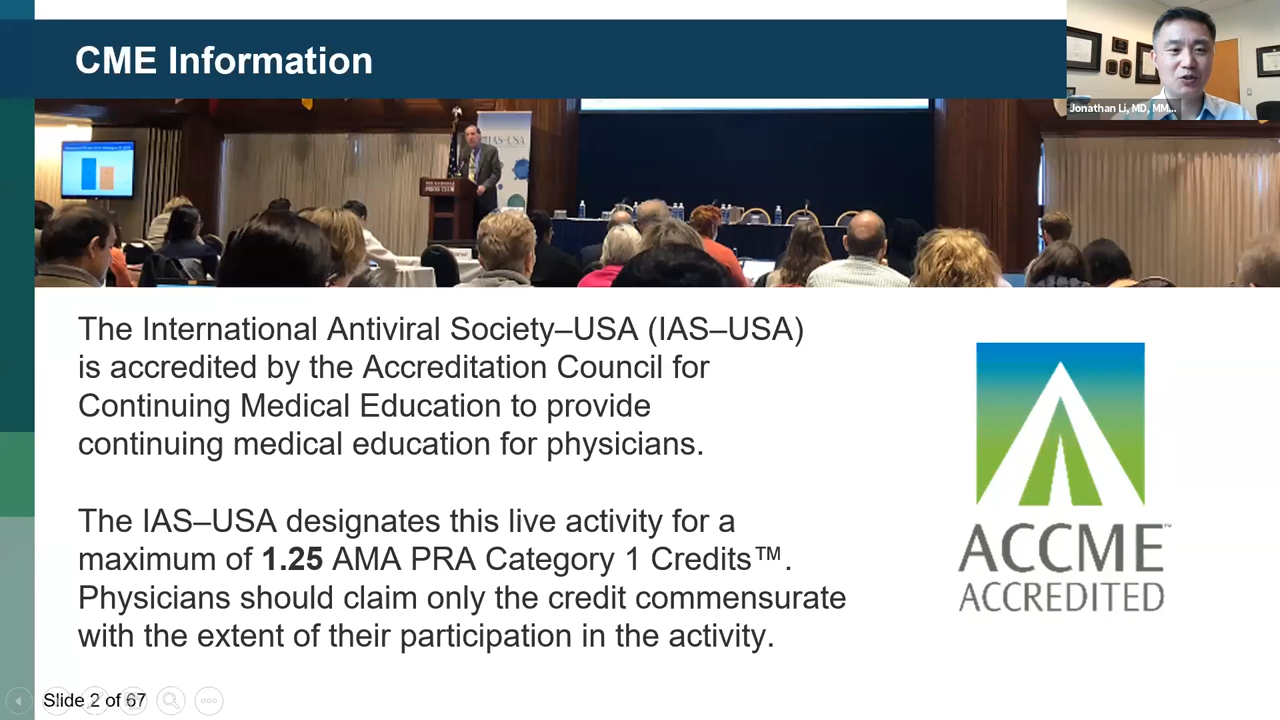 CME Information
Jonathan Li, MD, MM...
IAS–USA
The International Antiviral Society–USA (IAS–USA)
is accredited by the Accreditation Council for
Continuing Medical Education to provide
continuing medical education for physicians.
The IAS–USA designates this live activity for a
maximum of 1.25 AMA PRA Category 1 Credits™.
Physicians should claim only the credit commensurate
with the extent of their participation in the activity.
ACCME™
ACCREDITED
Slide 2 of 67